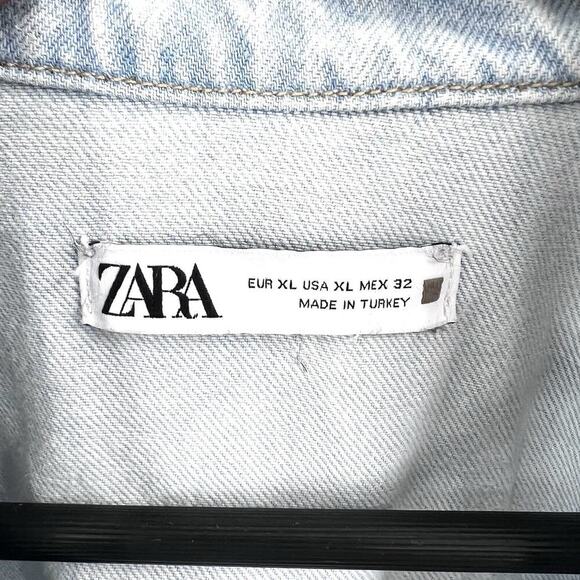 ZARA
EUR XL USA XL MEX 32
MADE IN TURKEY